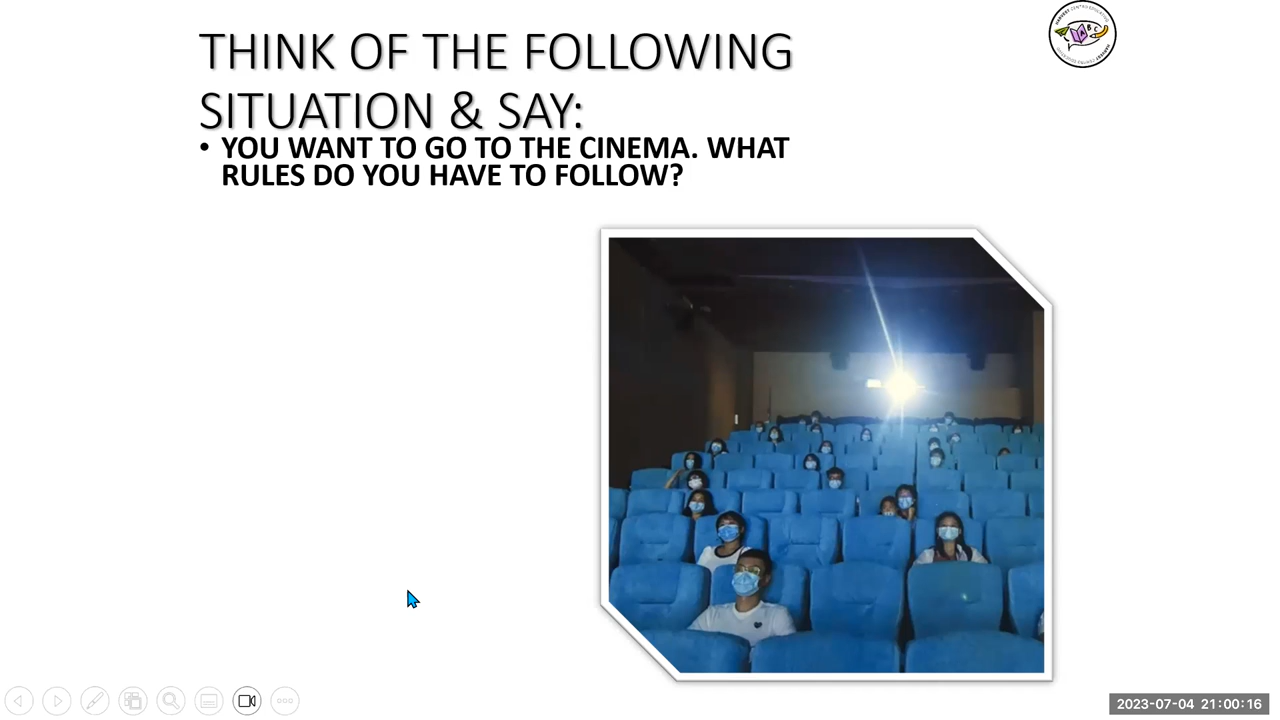 THINK OF THE FOLLOWING
SITUATION & SAY:
• YOU WANT TO GO TO THE CINEMA. WHAT
RULES DO YOU HAVE TO FOLLOW?
ABC
2023-07-04 21:00:16